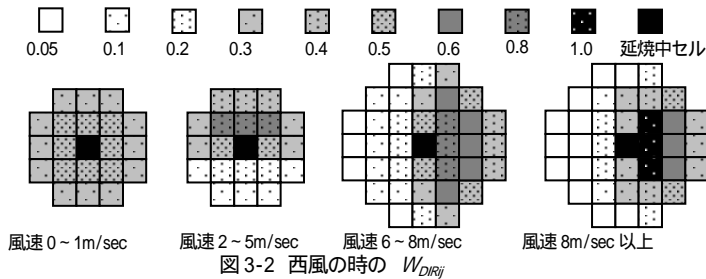 0.05 0.1 0.2 0.3 0.4 0.5 0.6 0.8 1.0 延焼中セル
風速 0~1m/sec 風速 2~5m/sec 風速 6~8m/sec 風速 8m/sec 以上
図 3-2 西風の時の W_DIRij